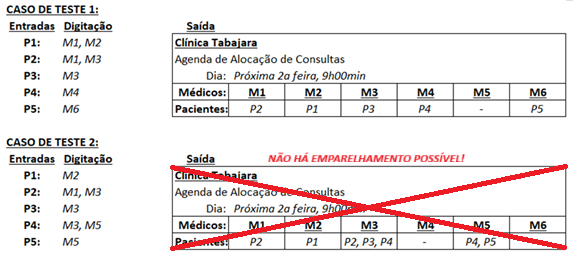 CASO DE TESTE 1:
Entradas Digitação Saída
P1: M1, M2 Clínica Tabajara
P2: M1, M3 Agenda de Alocação de Consultas
P3: M3 Dia: Próxima 2a feira, 9h00min
P4: M4 Médicos: M1 M2 M3 M4 M5 M6
P5: M6 Pacientes: P2 P1 P3 P4 - P5
CASO DE TESTE 2:
Entradas Digitação Saída NÃO HÁ EMPARELHAMENTO POSSÍVEL!
P1: M2 Clínica Tabajara
P2: M1, M3 Agenda de Alocação de Consultas
P3: M3 Dia: Próxima 2a feira, 9h00min
P4: M3, M5 Médicos: M1 M2 M3 M4 M5 M6
P5: M5 Pacientes: P2 P1 P2, P3, P4 - P4, P5